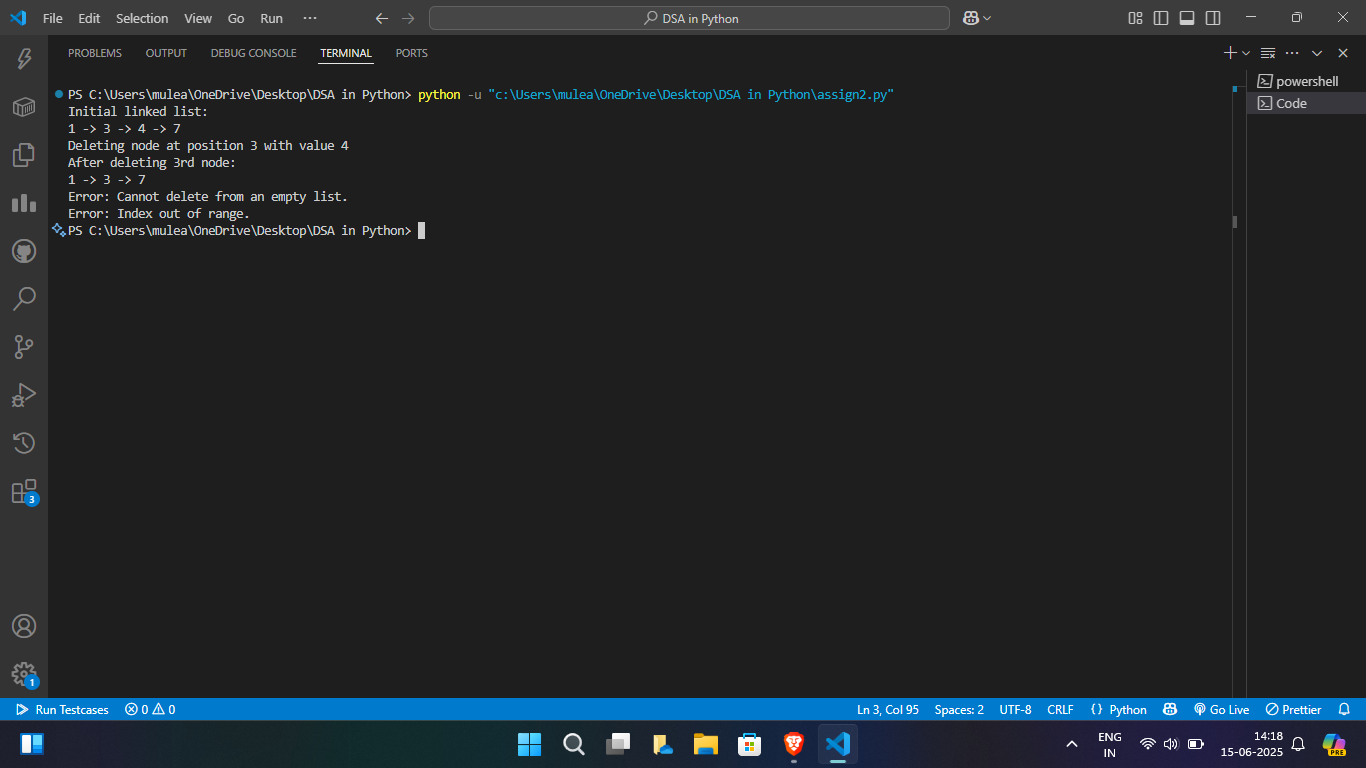 File Edit Selection View Go Run ···
DSA in Python
PROBLEMS OUTPUT DEBUG CONSOLE TERMINAL PORTS
powershell
Code
PS C:\Users\mulea\OneDrive\Desktop\DSA in Python> python -u "c:\Users\mulea\OneDrive\Desktop\DSA in Python\assign2.py"
Initial linked list:
1 -> 3 -> 4 -> 7
Deleting node at position 3 with value 4
After deleting 3rd node:
1 -> 3 -> 7
Error: Cannot delete from an empty list.
Error: Index out of range.
PS C:\Users\mulea\OneDrive\Desktop\DSA in Python>
3
1
Run Testcases 0 0 Ln 3, Col 95 Spaces: 2 UTF-8 CRLF {} Python Go Live Prettier
ENG
IN
14:18
15-06-2025
PRE